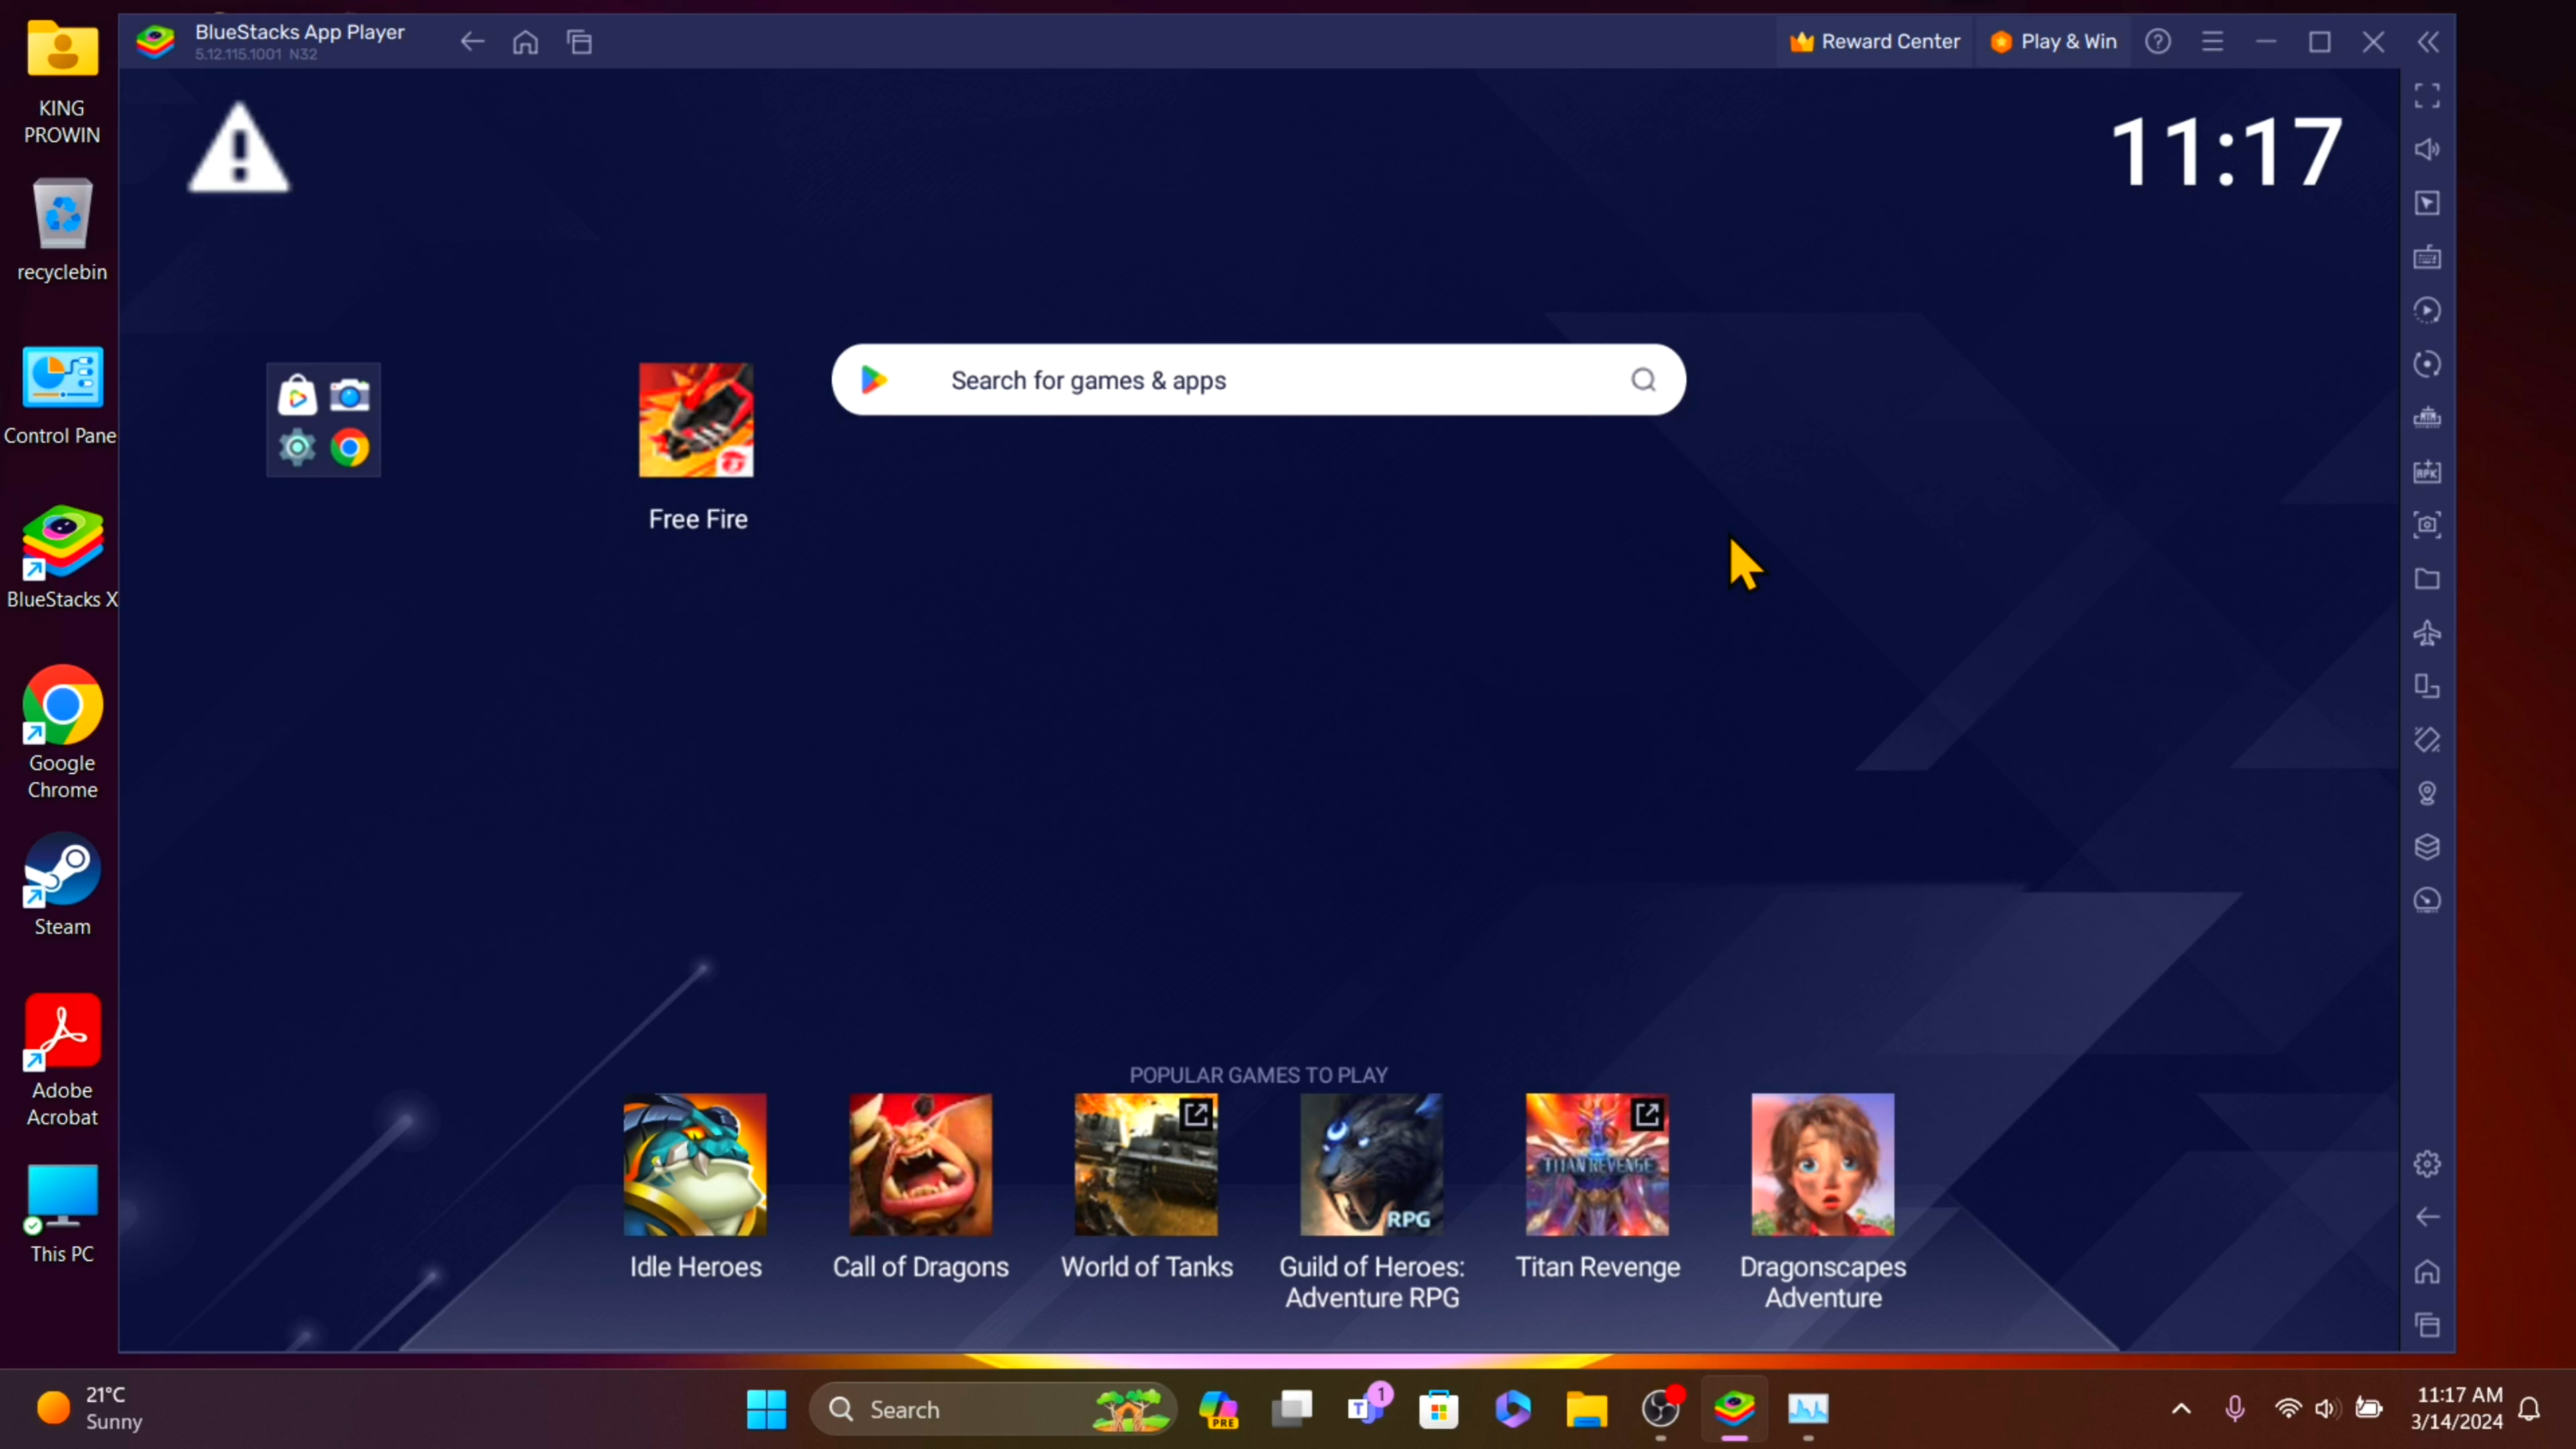 BlueStacks App Player
5.12.115.1001 N32
Reward Center
Play & Win
KING
PROWIN
recyclebin
Control Pane
BlueStacks X
Google
Chrome
Steam
Adobe
Acrobat
This PC
11:17
Search for games & apps
Free Fire
APK
POPULAR GAMES TO PLAY
RPG
TITAN REVENGE
Idle Heroes
Call of Dragons
World of Tanks
Guild of Heroes:
Adventure RPG
Titan Revenge
Dragonscapes
Adventure
21°C
Sunny
Search
PRE
T
1
11:17 AM
3/14/2024